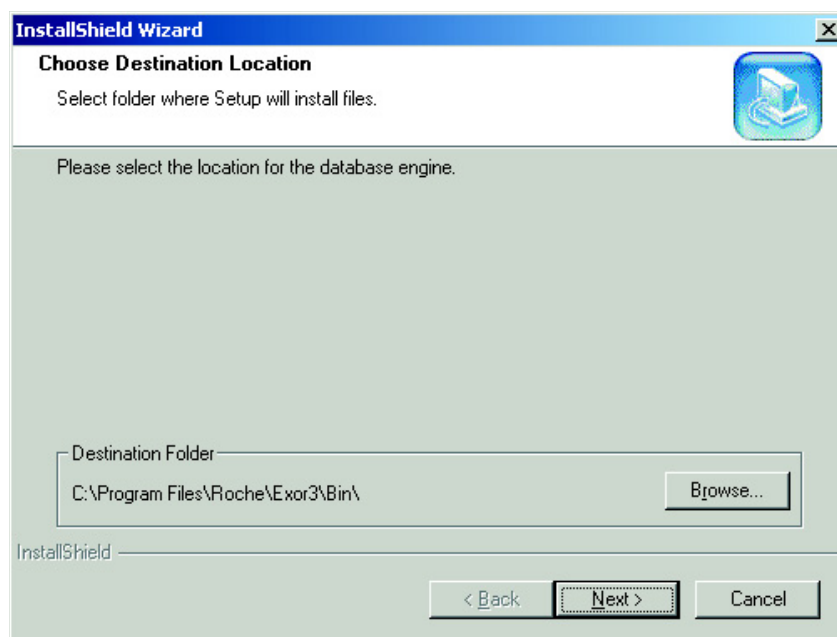 InstallShield Wizard
Choose Destination Location
Select folder where Setup will install files.
Please select the location for the database engine.
Destination Folder
C:\Program Files\Roche\Exor3\Bin\
Browse...
InstallShield
< Back Next > Cancel